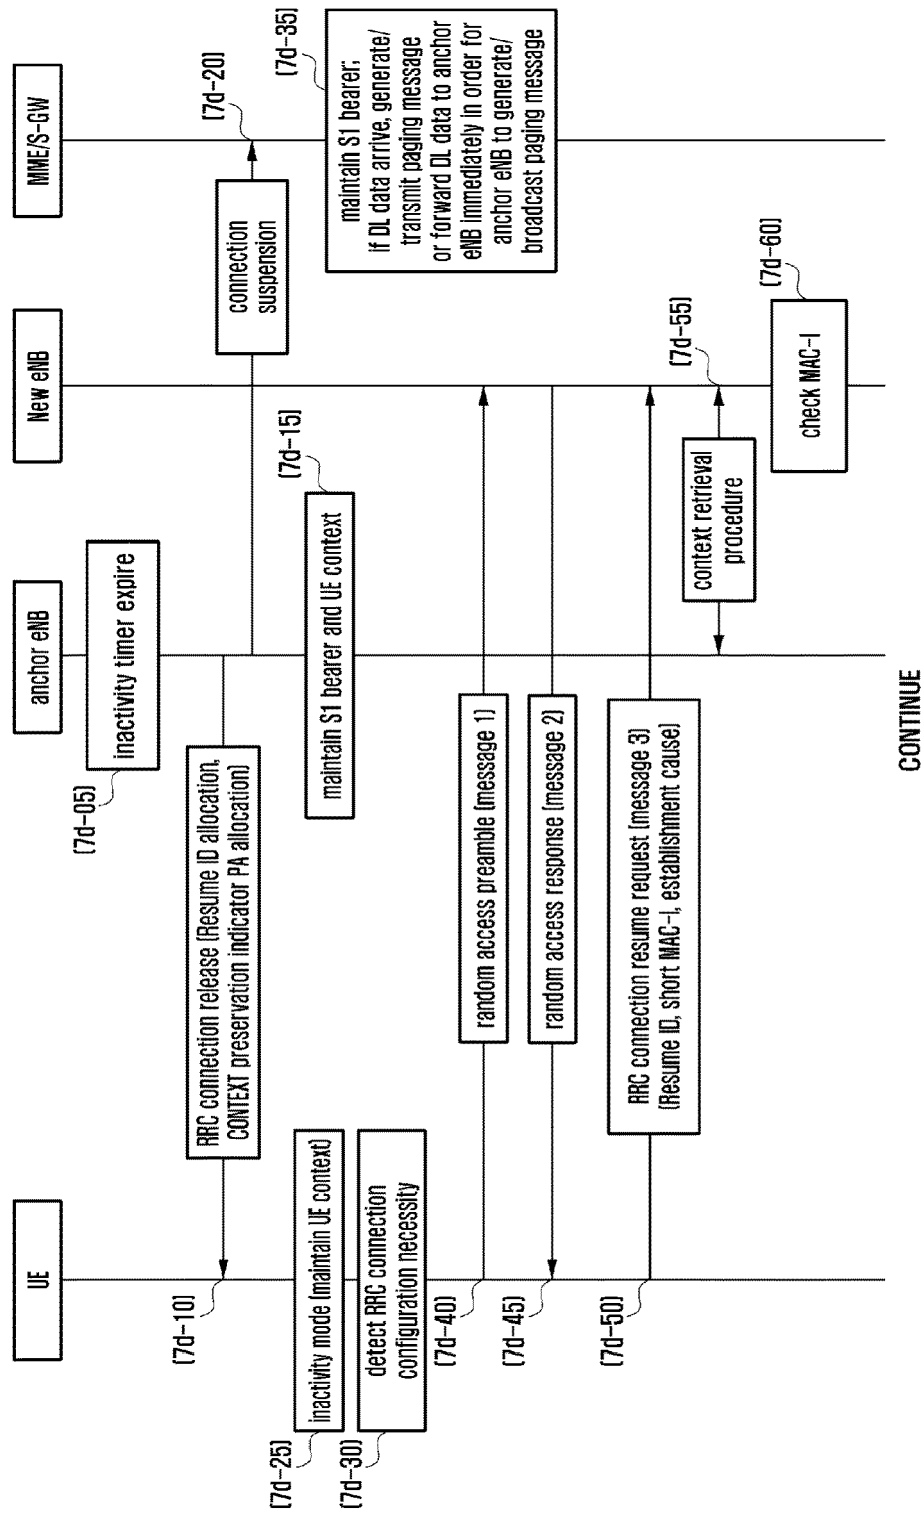 UE
anchor eNB
New eNB
MME/S-GW
(7d-05)
inactivity timer expire
(7d-10)
RRC connection release (Resume ID allocation,
CONTEXT preservation indicator PA allocation)
connection
suspension
(7d-20)
(7d-15)
maintain S1 bearer and UE context
(7d-25)
inactivity mode (maintain UE context)
(7d-30)
detect RRC connection
configuration necessity
(7d-35)
maintain S1 bearer;
if DL data arrive, generate/
transmit paging message
or forward DL data to anchor
eNB immediately in order for
anchor eNB to generate/
broadcast paging message
(7d-40)
random access preamble (message 1)
(7d-45)
random access response (message 2)
(7d-50)
RRC connection resume request (message 3)
(Resume ID, short MAC-I, establishment cause)
(7d-55)
context retrieval
procedure
(7d-60)
check MAC-I
CONTINUE